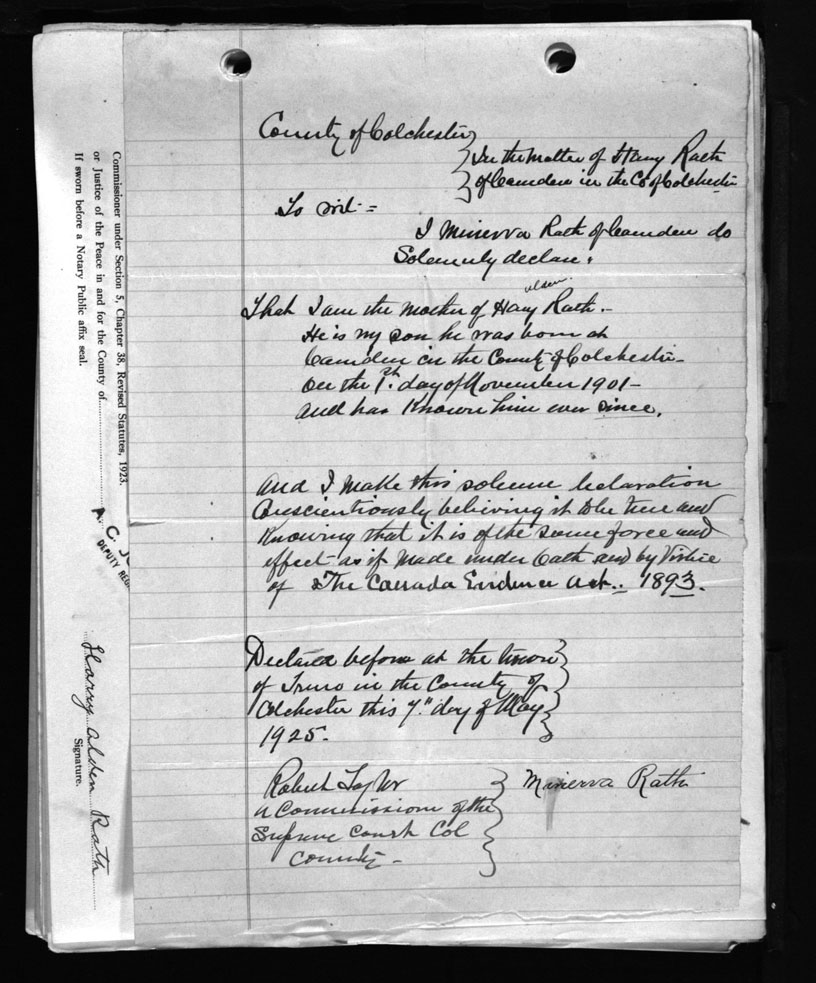 County of Colchester
In the Matter of Harry Rath
of Camden in the Co of Colchester
To wit :=
I Minerva Rath of Camden do
Solemnly declare.
alden
That I am the Mother of Harry Rath.-
He is my son he was born at
Camden in the County of Colchester-
on the 1st. day of November 1901-
and has Known him ever since.
And I make this solemn declaration
Conscientiously believing it to be true and
Knowing that it is of the same force and
effect as if Made under Oath and by Virtue
of The Canada Evidence Act.. 1893.
Declared before at the town
of Truro in the County of
Colchester this 7." day of May
1925-
Robert Taylor
A Commissioner of the
Supreme Court Col
County-
Minerva Rath
Commissioner under Section 5, Chapter 38, Revised Statutes, 1923.
or Justice of the Peace in and for the County of
If sworn before a Notary Public affix seal.
A. C.
DEPUTY
Harry Alden Rath
Signature.